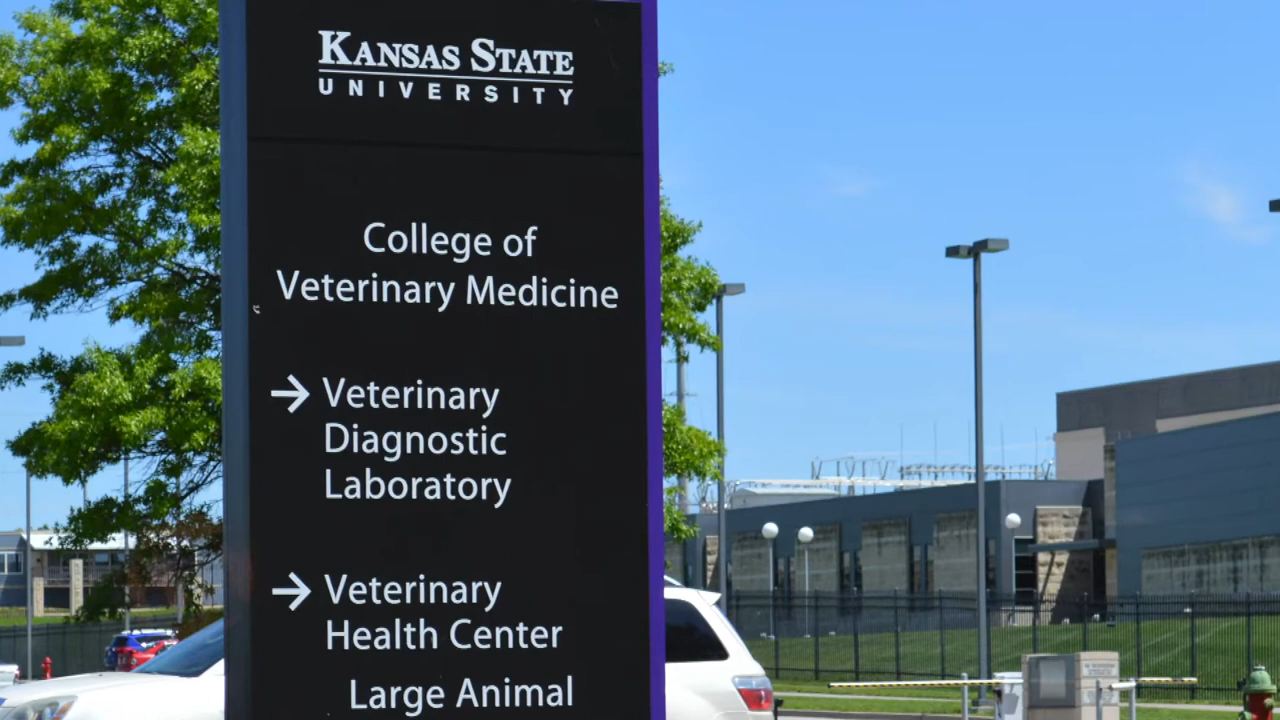 KANSAS STATE
UNIVERSITY
College of
Veterinary Medicine
→ Veterinary
Diagnostic
Laboratory
→ Veterinary
Health Center
Large Animal